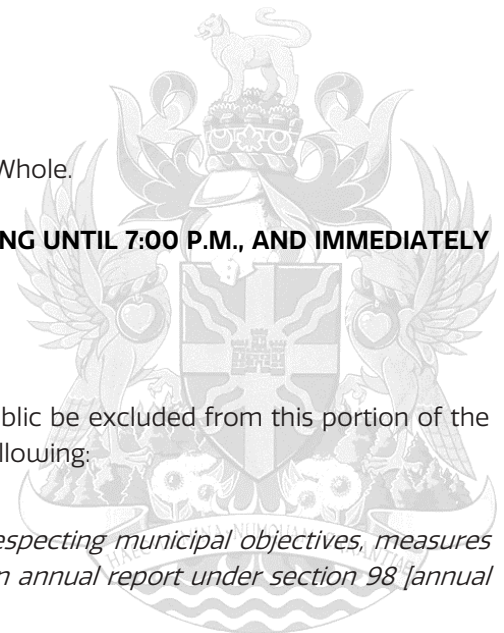 Whole.
NG UNTIL 7:00 P.M., AND IMMEDIATELY
blic be excluded from this portion of the
llowing:
especting municipal objectives, measures
n annual report under section 98 [annual